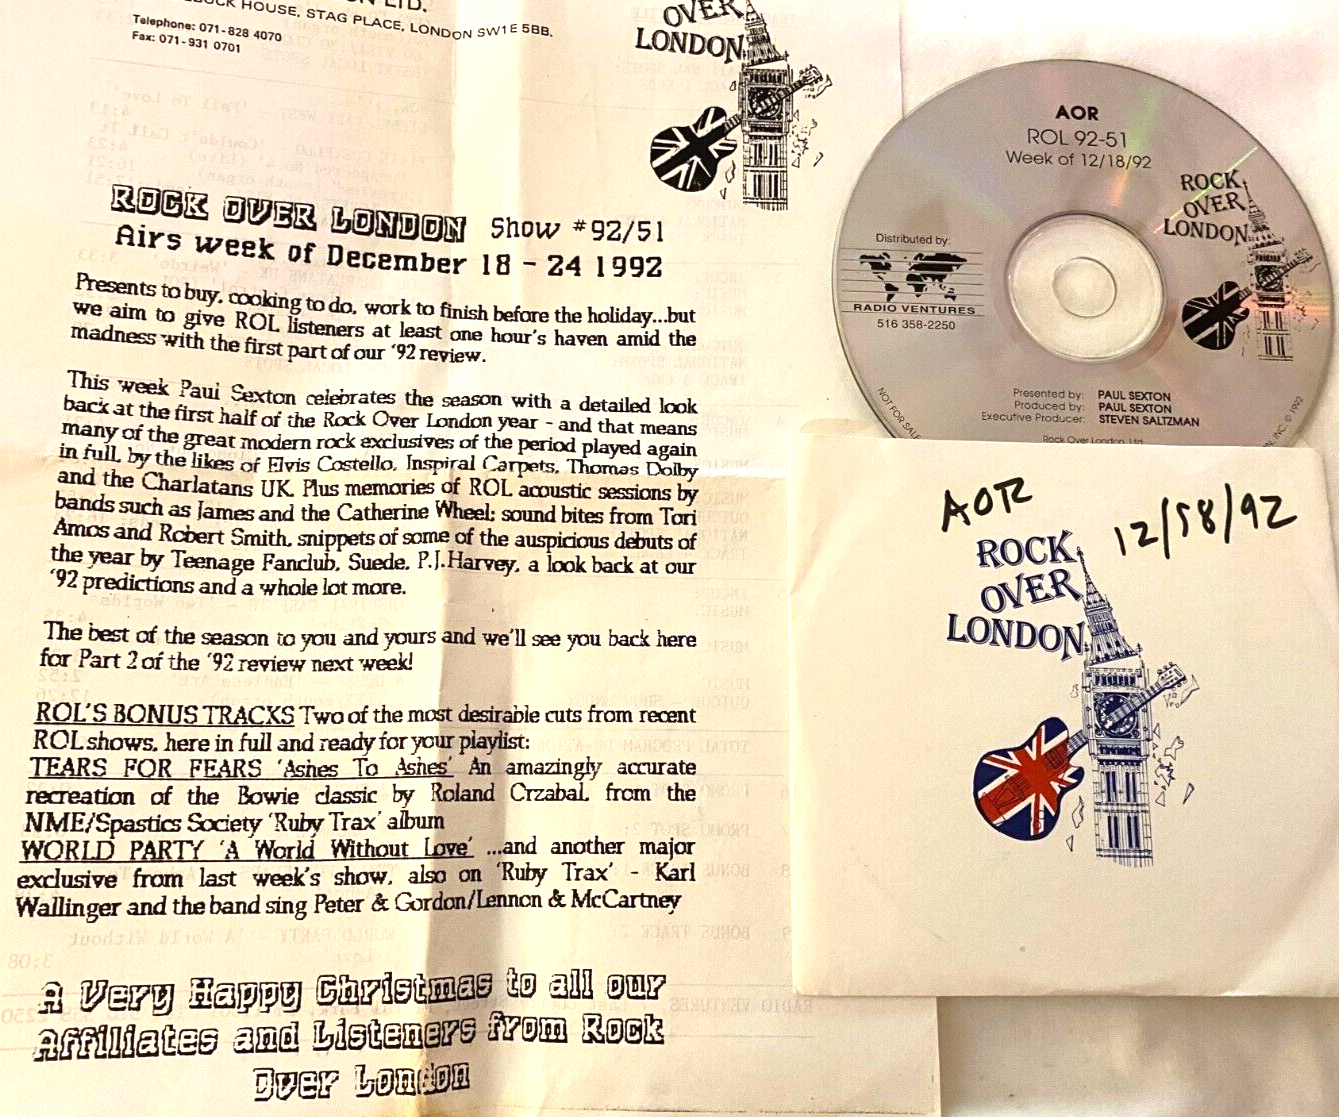 HOUSE, STAG PLACE, LONDON SW1E 5BB.
Telephone: 071-828 4070
Fax: 071-931 0701
OVER
LONDON
ROCK OVER LONDON Show #92/51
Airs week of December 18 - 24 1992
Presents to buy, cooking to do, work to finish before the holiday...but
we aim to give ROL listeners at least one hour's haven amid the
madness with the first part of our '92 review.
This week Paul Sexton celebrates the season with a detailed look
back at the first half of the Rock Over London year - and that means
many of the great modern rock exclusives of the period played again
in full, by the likes of Elvis Costello, Inspiral Carpets, Thomas Dolby
and the Charlatans UK. Plus memories of ROL acoustic sessions by
bands such as James and the Catherine Wheel; sound bites from Tori
Amos and Robert Smith, snippets of some of the auspicious debuts of
the year by Teenage Fanclub, Suede, P.J.Harvey, a look back at our
'92 predictions and a whole lot more.
The best of the season to you and yours and we'll see you back here
for Part 2 of the '92 review next week!
ROL'S BONUS TRACKS Two of the most desirable cuts from recent
ROL shows, here in full and ready for your playlist:
TEARS FOR FEARS 'Ashes To Ashes' An amazingly accurate
recreation of the Bowie classic by Roland Orzabal, from the
NME/Spastics Society 'Ruby Trax' album
WORLD PARTY 'A World Without Love' ...and another major
exclusive from last week's show, also on 'Ruby Trax' - Karl
Wallinger and the band sing Peter & Gordon/Lennon & McCartney
A Very Happy Christmas to all our
Affiliates and Listeners from Rock
Over London
AOR
ROL 92-51
Week of 12/18/92
ROCK
OVER
LONDON
Distributed by:
RADIO VENTURES
516 358-2250
Presented by: PAUL SEXTON
Produced by: PAUL SEXTON
Executive Producer: STEVEN SALTZMAN
Rock Over London, Ltd.
NOT FOR SALE
INC. © 1992
AOR
12/18/92
ROCK
OVER
LONDON